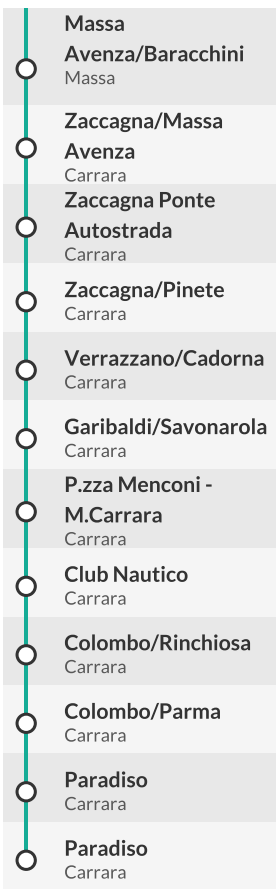 Massa
Avenza/Baracchini
Massa
Zaccagna/Massa
Avenza
Carrara
Zaccagna Ponte
Autostrada
Carrara
Zaccagna/Pinete
Carrara
Verrazzano/Cadorna
Carrara
Garibaldi/Savonarola
Carrara
P.zza Menconi -
M.Carrara
Carrara
Club Nautico
Carrara
Colombo/Rinchiosa
Carrara
Colombo/Parma
Carrara
Paradiso
Carrara
Paradiso
Carrara